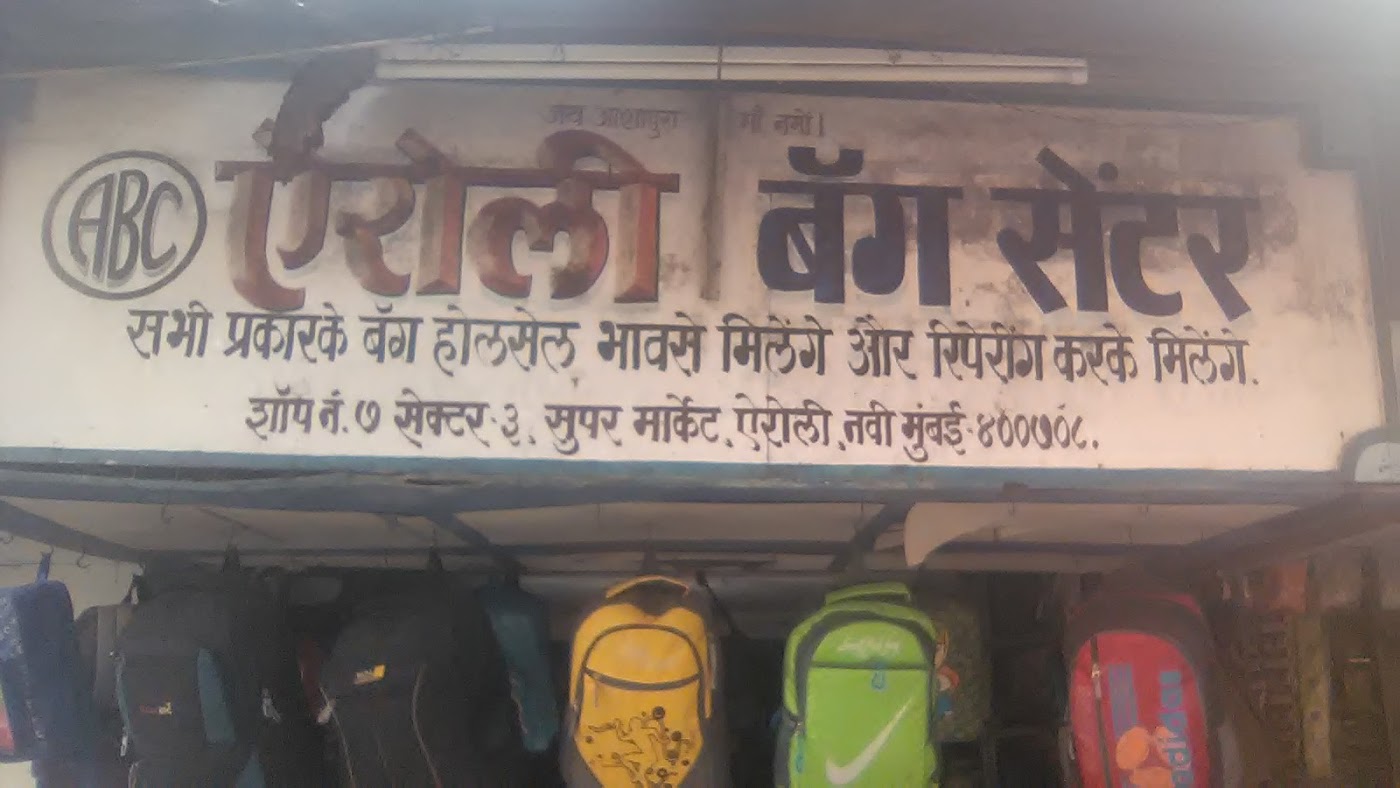 जय आशापुरा माँ नमो।
ABC ऐरोली बॅग सेंटर
सभी प्रकारके बॅग होलसेल भावसे मिलेंगे और रिपेरींग करके मिलेंगे.
शॉप नं. ७ सेक्टर-३, सुपर मार्केट, ऐरोली, नवी मुंबई-४००७०८.
adidas